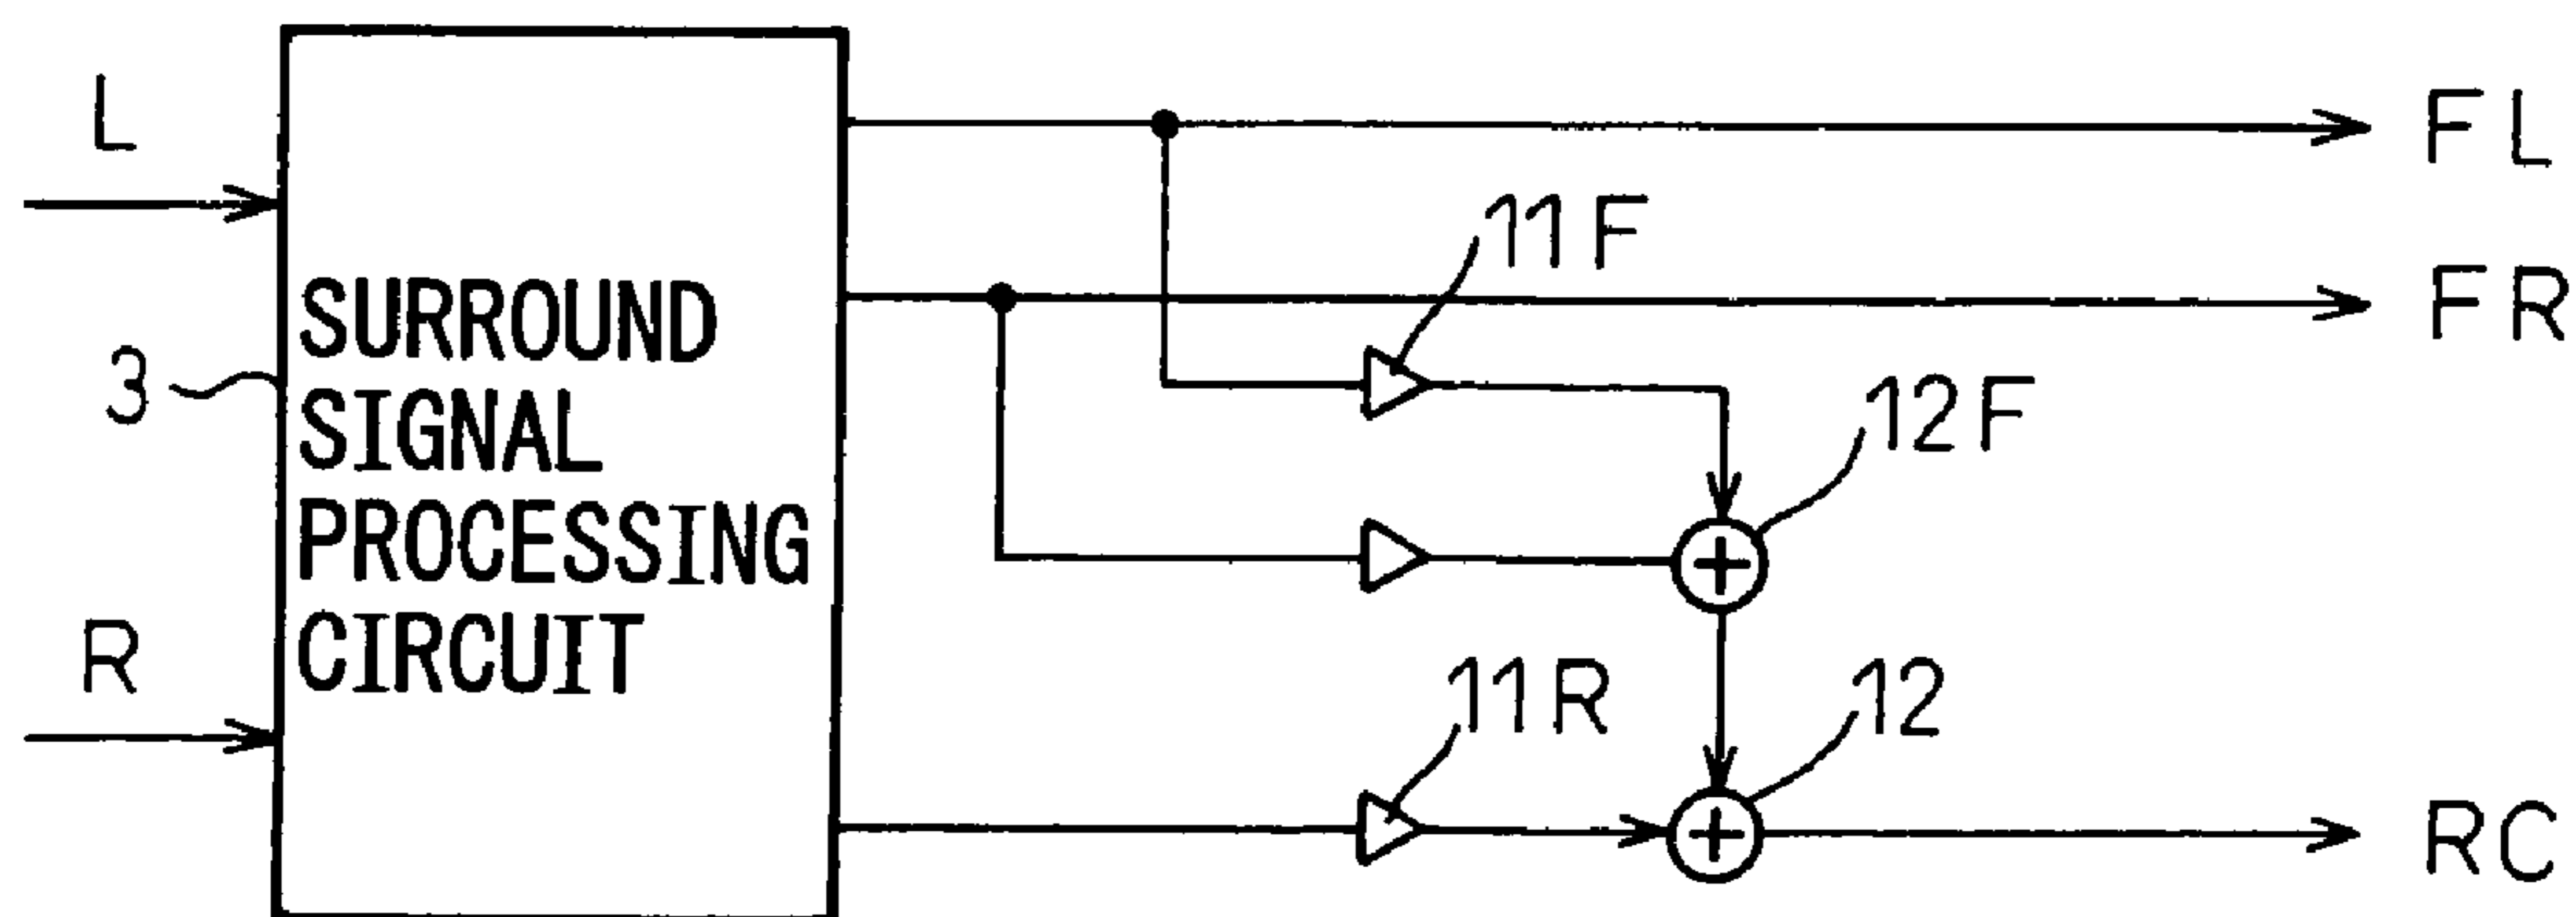 L
FL
11F
FR
SURROUND
SIGNAL
PROCESSING
CIRCUIT
3
12F
R
11R
12
RC